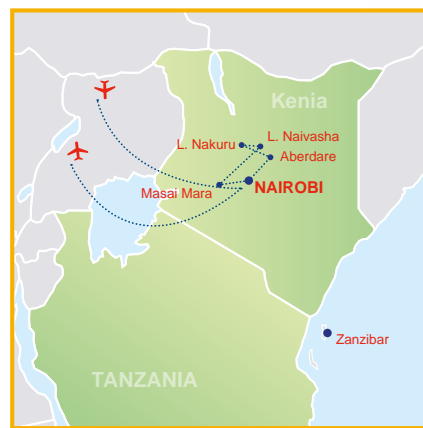 Kenia
L. Nakuru
L. Naivasha
Aberdare
Masai Mara
NAIROBI
Zanzibar
TANZANIA